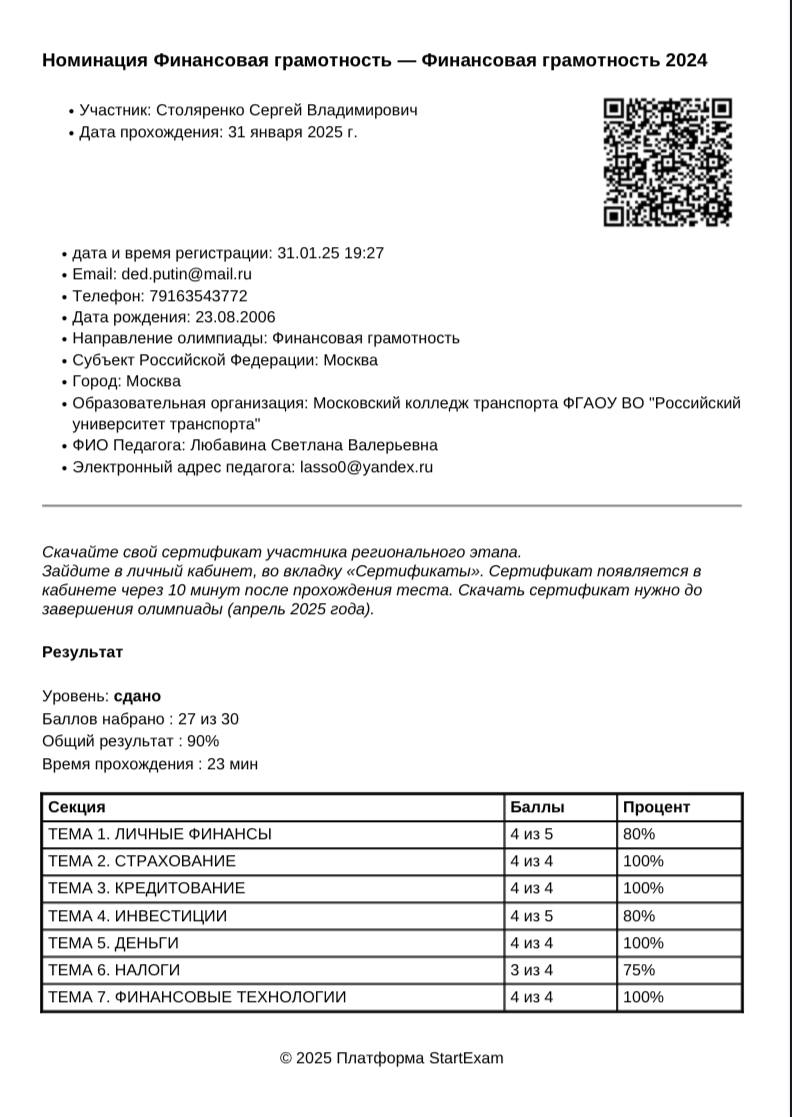 Номинация Финансовая грамотность — Финансовая грамотность 2024
• Участник: Столяренко Сергей Владимирович
• Дата прохождения: 31 января 2025 г.
• дата и время регистрации: 31.01.25 19:27
• Email: ded.putin@mail.ru
• Телефон: 79163543772
• Дата рождения: 23.08.2006
• Направление олимпиады: Финансовая грамотность
• Субъект Российской Федерации: Москва
• Город: Москва
• Образовательная организация: Московский колледж транспорта ФГАОУ ВО "Российский
университет транспорта"
• ФИО Педагога: Любавина Светлана Валерьевна
• Электронный адрес педагога: lasso0@yandex.ru
Скачайте свой сертификат участника регионального этапа.
Зайдите в личный кабинет, во вкладку «Сертификаты». Сертификат появляется в
кабинете через 10 минут после прохождения теста. Скачать сертификат нужно до
завершения олимпиады (апрель 2025 года).
Результат
Уровень: сдано
Баллов набрано : 27 из 30
Общий результат : 90%
Время прохождения : 23 мин
Секция Баллы Процент
ТЕМА 1. ЛИЧНЫЕ ФИНАНСЫ 4 из 5 80%
ТЕМА 2. СТРАХОВАНИЕ 4 из 4 100%
ТЕМА 3. КРЕДИТОВАНИЕ 4 из 4 100%
ТЕМА 4. ИНВЕСТИЦИИ 4 из 5 80%
ТЕМА 5. ДЕНЬГИ 4 из 4 100%
ТЕМА 6. НАЛОГИ 3 из 4 75%
ТЕМА 7. ФИНАНСОВЫЕ ТЕХНОЛОГИИ 4 из 4 100%
© 2025 Платформа StartExam